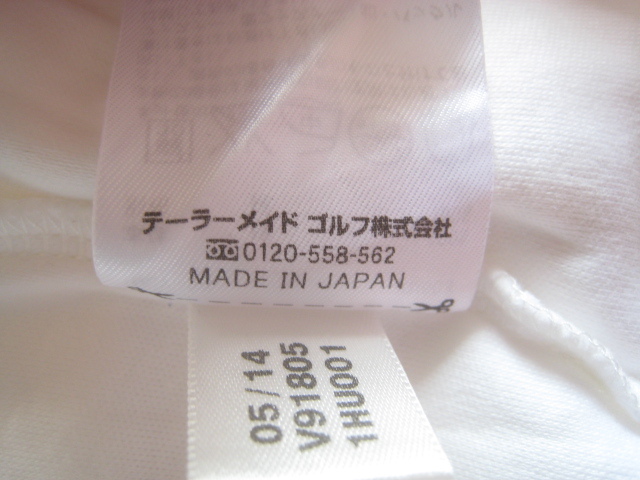 テーラーメイド ゴルフ株式会社
0120-558-562
MADE IN JAPAN
05/14
V91805
1HU001